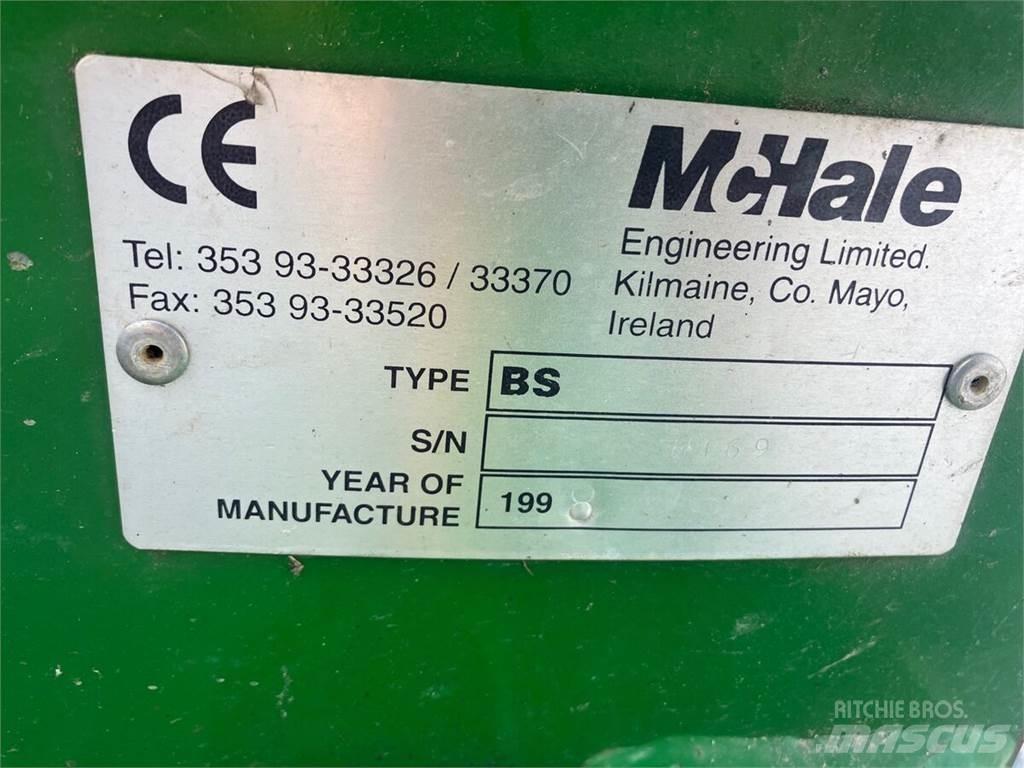 CE
McHale
Engineering Limited.
Kilmaine, Co. Mayo,
Ireland
Tel: 353 93-33326 / 33370
Fax: 353 93-33520
TYPE BS
S/N
YEAR OF
MANUFACTURE 199 8
RITCHIE BROS.
MASCUS